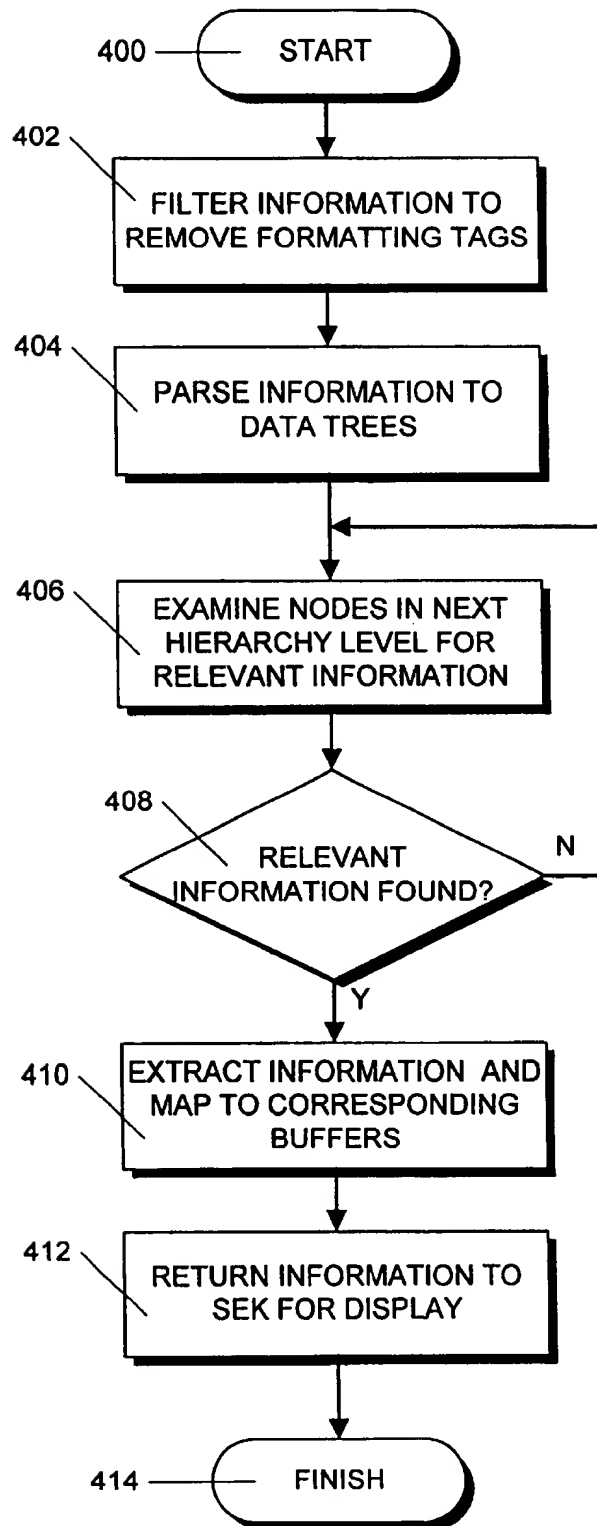 400
START
402
FILTER INFORMATION TO
REMOVE FORMATTING TAGS
404
PARSE INFORMATION TO
DATA TREES
406
EXAMINE NODES IN NEXT
HIERARCHY LEVEL FOR
RELEVANT INFORMATION
408
RELEVANT
INFORMATION FOUND?
N
Y
410
EXTRACT INFORMATION AND
MAP TO CORRESPONDING
BUFFERS
412
RETURN INFORMATION TO
SEK FOR DISPLAY
414
FINISH